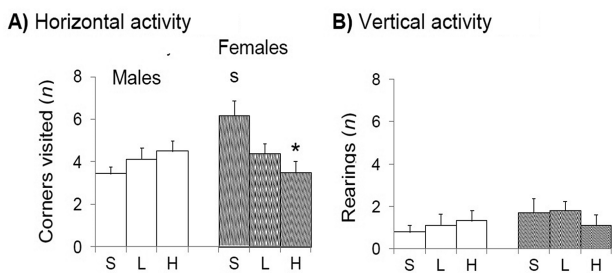 A) Horizontal activity
Females
Males
S
*
Corners visited (n)
8
6
4
2
0
S L H S L H
B) Vertical activity
Rearings (n)
8
6
4
2
0
S L H S L H